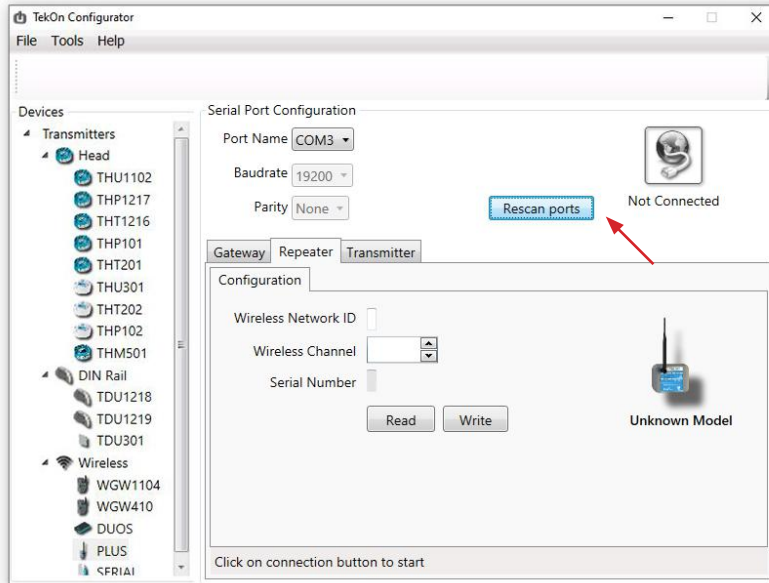 TekOn Configurator
File Tools Help
Devices
Transmitters
Head
THU1102
THP1217
THT1216
THP101
THT201
THU301
THT202
THP102
THM501
DIN Rail
TDU1218
TDU1219
TDU301
Wireless
WGW1104
WGW410
DUOS
PLUS
SERIAL
Serial Port Configuration
Port Name COM3
Baudrate 19200
Parity None
Rescan ports
Not Connected
Gateway Repeater Transmitter
Configuration
Wireless Network ID
Wireless Channel
Serial Number
Read Write
Unknown Model
Click on connection button to start